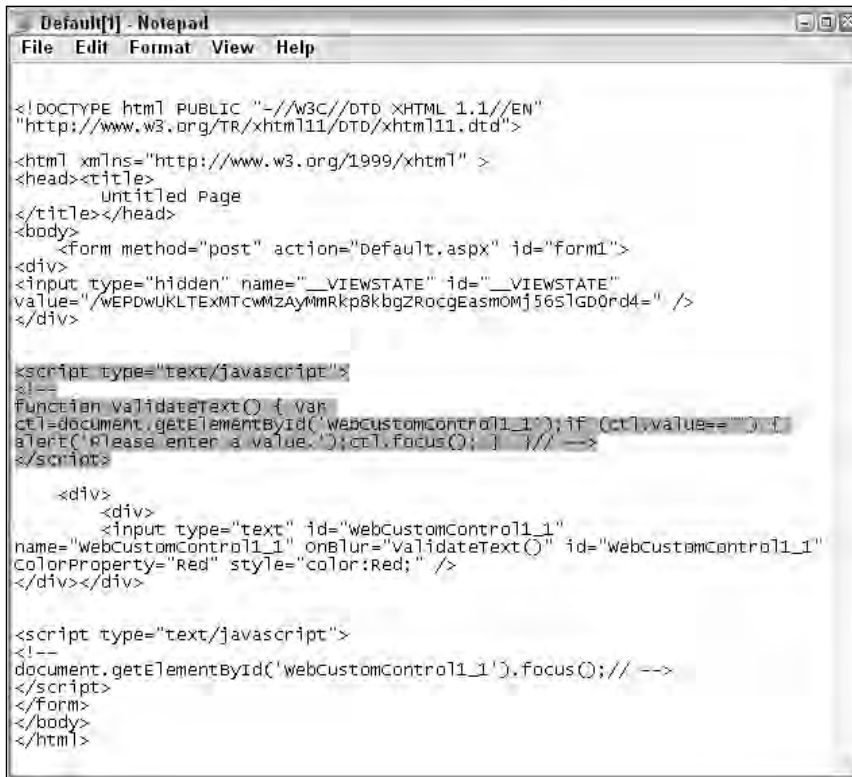 Default[1] - Notepad
File Edit Format View Help
<!DOCTYPE html PUBLIC "-//W3C//DTD XHTML 1.1//EN"
"http://www.w3.org/TR/xhtml11/DTD/xhtml11.dtd">
<html xmlns="http://www.w3.org/1999/xhtml" >
<head><title>
Untitled Page
</title></head>
<body>
<form method="post" action="Default.aspx" id="form1">
<div>
<input type="hidden" name="__VIEWSTATE" id="__VIEWSTATE"
value="/wEPDwUKLTExMTcwMzAyMmRkp8kbgZRocgEasmOMj56SlGDOrd4=" />
</div>
<script type="text/javascript">
<!--
function ValidateText() { var
ctl=document.getElementById('WebCustomControl1_1');if (ctl.value=='') {
alert('Please enter a value.');ctl.focus(); }  }// -->
</script>
<div>
<div>
<input type="text" id="WebCustomControl1_1"
name="WebCustomControl1_1" OnBlur="ValidateText()" id="WebCustomControl1_1"
ColorProperty="Red" style="color:Red;" />
</div></div>
<script type="text/javascript">
<!--
document.getElementById('WebCustomControl1_1').focus();// -->
</script>
</form>
</body>
</html>